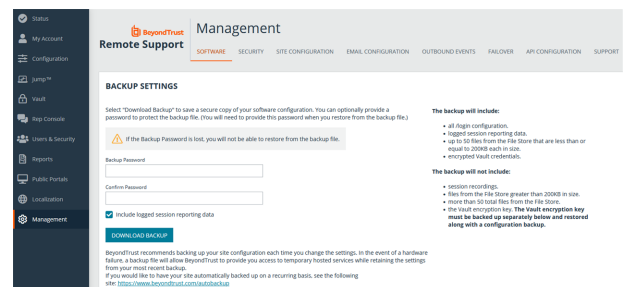 Status
My Account
Configuration
Jump™
Vault
Rep Console
Users & Security
Reports
Public Portals
Localization
Management
BeyondTrust
Remote Support
Management
SOFTWARE SECURITY SITE CONFIGURATION EMAIL CONFIGURATION OUTBOUND EVENTS FAILOVER API CONFIGURATION SUPPORT
BACKUP SETTINGS
Select "Download Backup" to save a secure copy of your software configuration. You can optionally provide a
password to protect the backup file. (You will need to provide this password when you restore from the backup file.)
If the Backup Password is lost, you will not be able to restore from the backup file.
Backup Password
Confirm Password
Include logged session reporting data
DOWNLOAD BACKUP
BeyondTrust recommends backing up your site configuration each time you change the settings. In the event of a hardware
failure, a backup file will allow BeyondTrust to provide you access to temporary hosted services while retaining the settings
from your most recent backup.
If you would like to have your site automatically backed up on a recurring basis, see the following
site: https://www.beyondtrust.com/autobackup
The backup will include:
• all /login configuration.
• logged session reporting data.
• up to 50 files from the File Store that are less than or
equal to 200KB each in size.
• encrypted Vault credentials.
The backup will not include:
• session recordings.
• files from the File Store greater than 200KB in size.
• more than 50 total files from the File Store.
• the Vault encryption key. The Vault encryption key
must be backed up separately below and restored
along with a configuration backup.